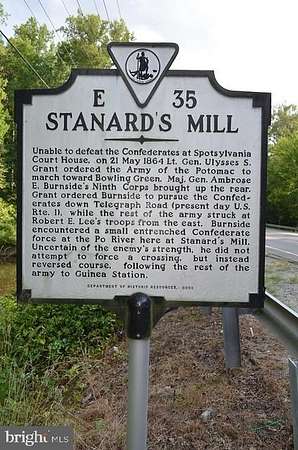 E 35
STANARD'S MILL
Unable to defeat the Confederates at Spotsylvania
Court House, on 21 May 1864 Lt. Gen. Ulysses S.
Grant ordered the Army of the Potomac to
march toward Bowling Green. Maj. Gen. Ambrose
E. Burnside's Ninth Corps brought up the rear.
Grant ordered Burnside to pursue the Confed-
erates down Telegraph Road (present day U.S.
Rte. 1), while the rest of the army struck at
Robert E. Lee's troops from the east. Burnside
encountered a small entrenched Confederate
force at the Po River here at Stanard's Mill.
Uncertain of the enemy's strength, he did not
attempt to force a crossing, but instead
reversed course, following the rest of the
army to Guinea Station.
DEPARTMENT OF HISTORIC RESOURCES,
bright MLS